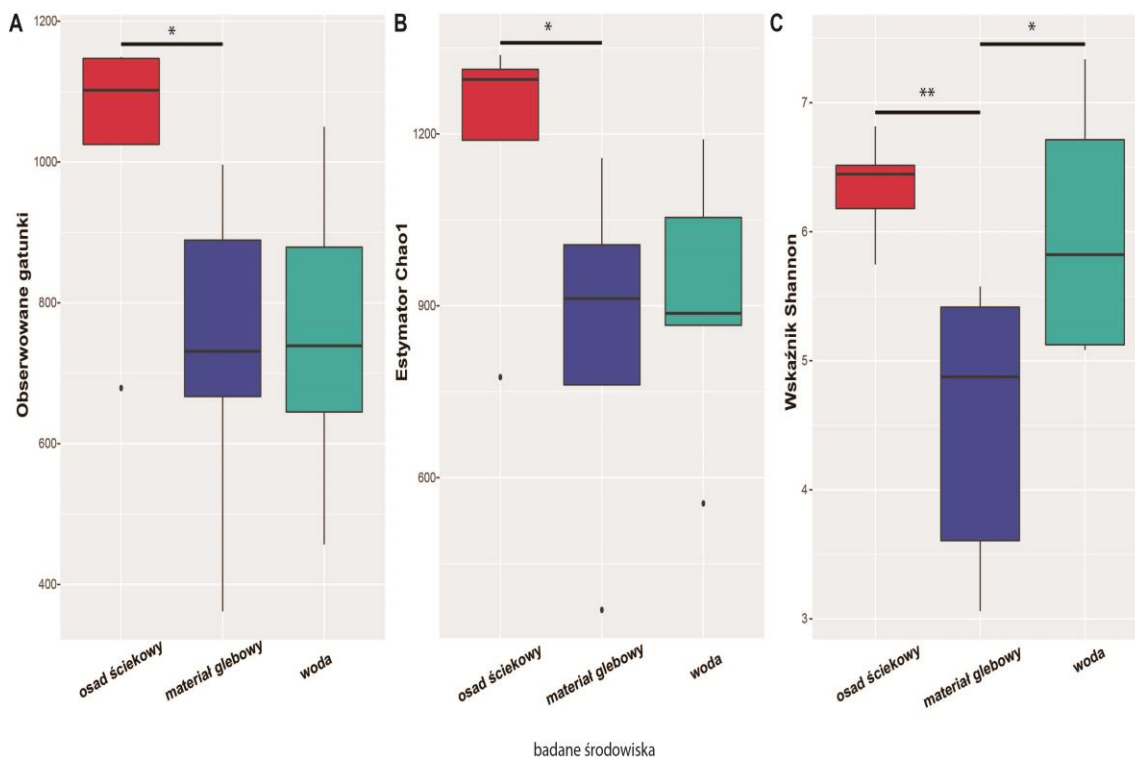 A
Obserwowane gatunki
1200
1000
800
600
400
*
osad ściekowy
materiał glebowy
woda
B
Estymator Chao1
1200
900
600
*
osad ściekowy
materiał glebowy
woda
C
Wskaźnik Shannon
7
6
5
4
3
**
*
osad ściekowy
materiał glebowy
woda
badane środowiska